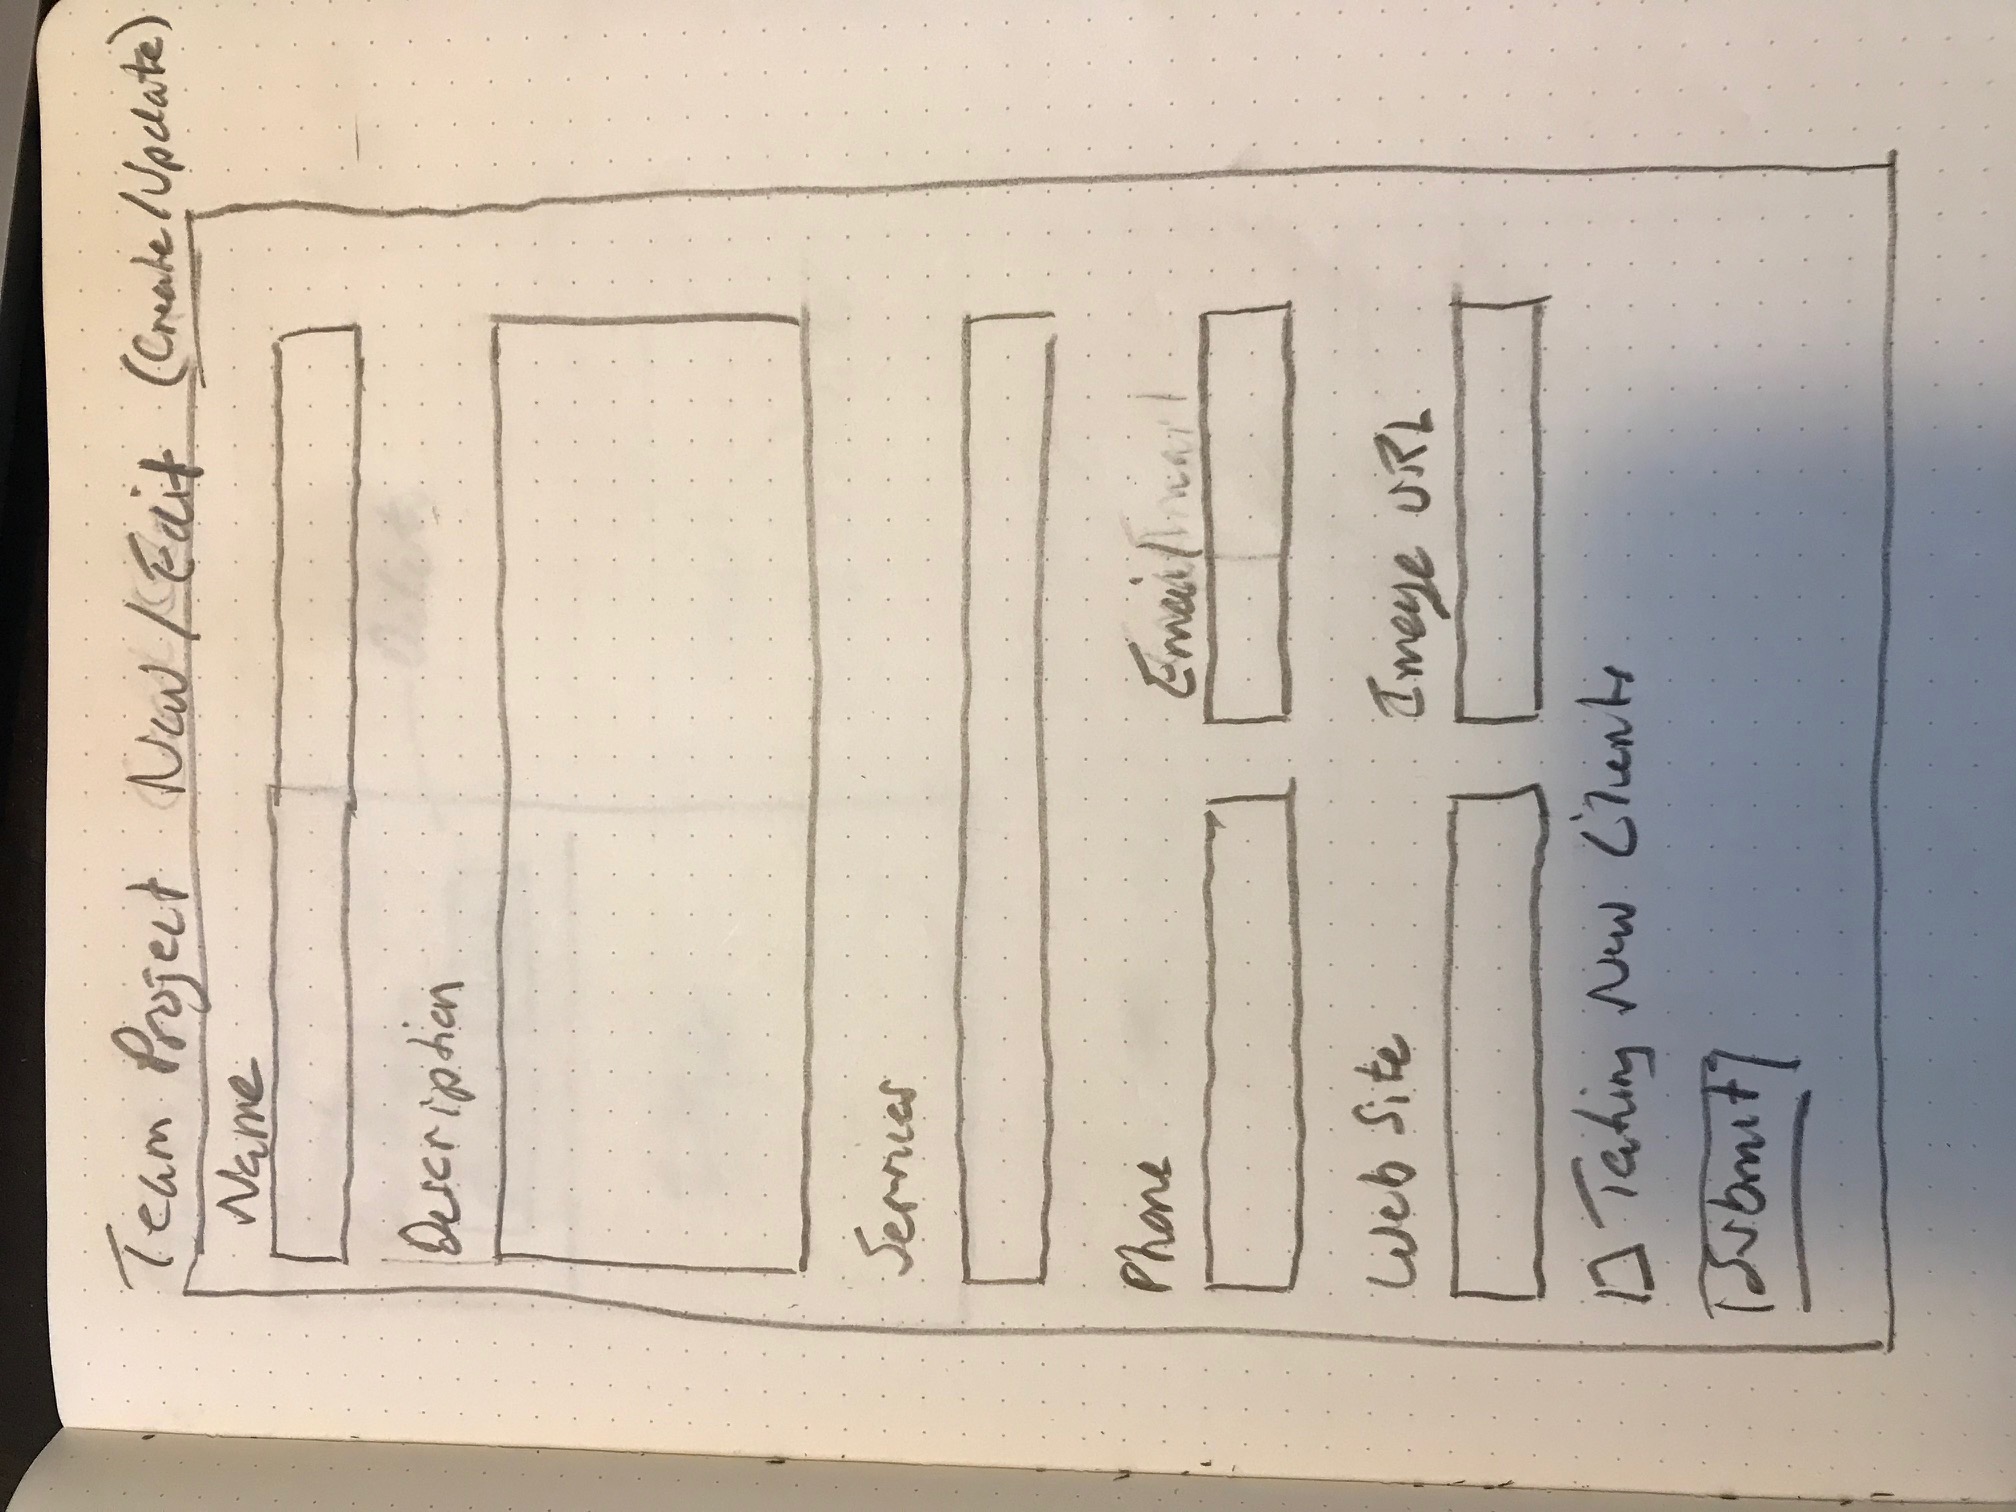 Team Project New / Edit (Create/Update)
Name
Description
Services
Phone Email
Web Site Image URL
Taking New Clients
Submit